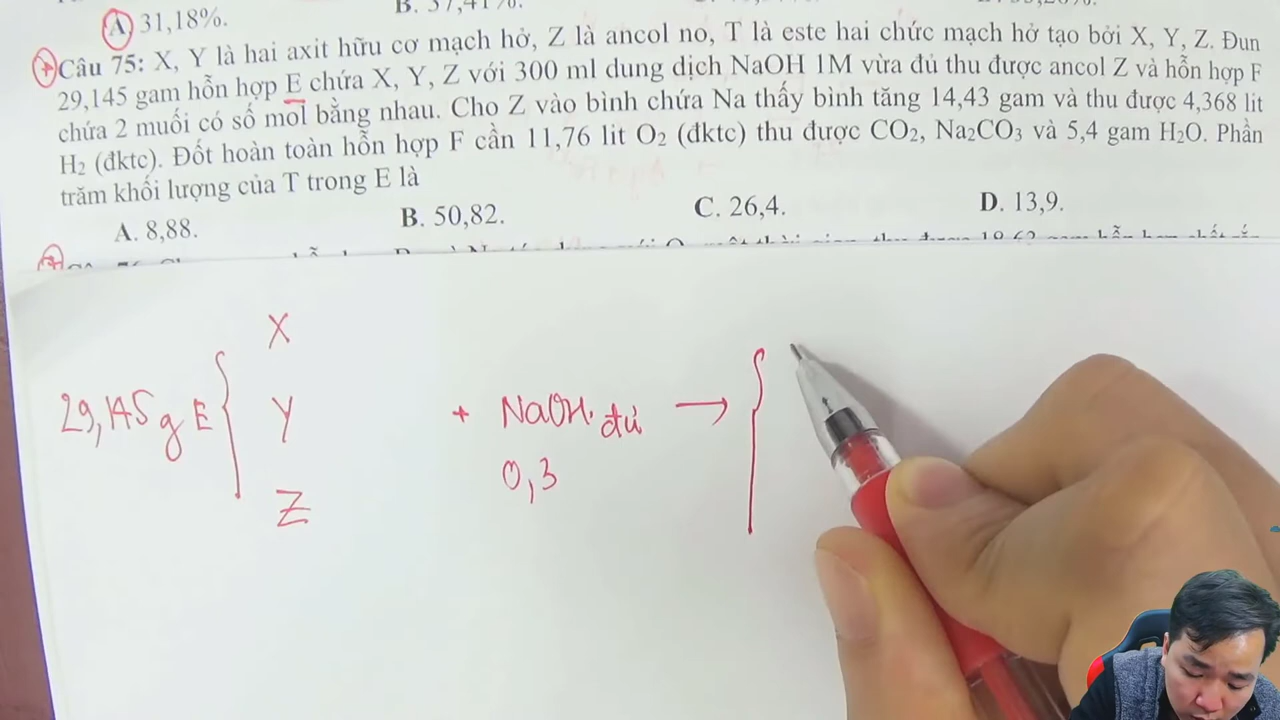 A 31,18%.
B. 37,41%.
Câu 75: X, Y là hai axit hữu cơ mạch hở, Z là ancol no, T là este hai chức mạch hở tạo bởi X, Y, Z. Đun
29,145 gam hỗn hợp E chứa X, Y, Z với 300 ml dung dịch NaOH 1M vừa đủ thu được ancol Z và hỗn hợp F
chứa 2 muối có số mol bằng nhau. Cho Z vào bình chứa Na thấy bình tăng 14,43 gam và thu được 4,368 lit
H₂ (đktc). Đốt hoàn toàn hỗn hợp F cần 11,76 lit O₂ (đktc) thu được CO₂, Na₂CO₃ và 5,4 gam H₂O. Phần
trăm khối lượng của T trong E là
A. 8,88. B. 50,82. C. 26,4. D. 13,9.
X
29,145 g E Y + NaOH đủ →
0,3
Z